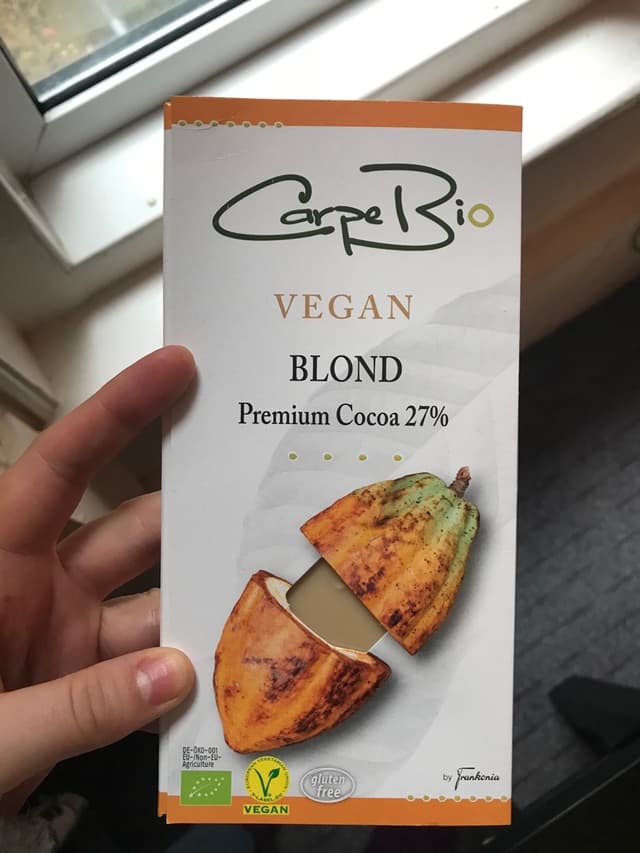 Carpe Bio
VEGAN
BLOND
Premium Cocoa 27%
DE-ÖKO-001
EU-/Non-EU-
Agriculture
VEGAN
gluten
free
by Frankonia